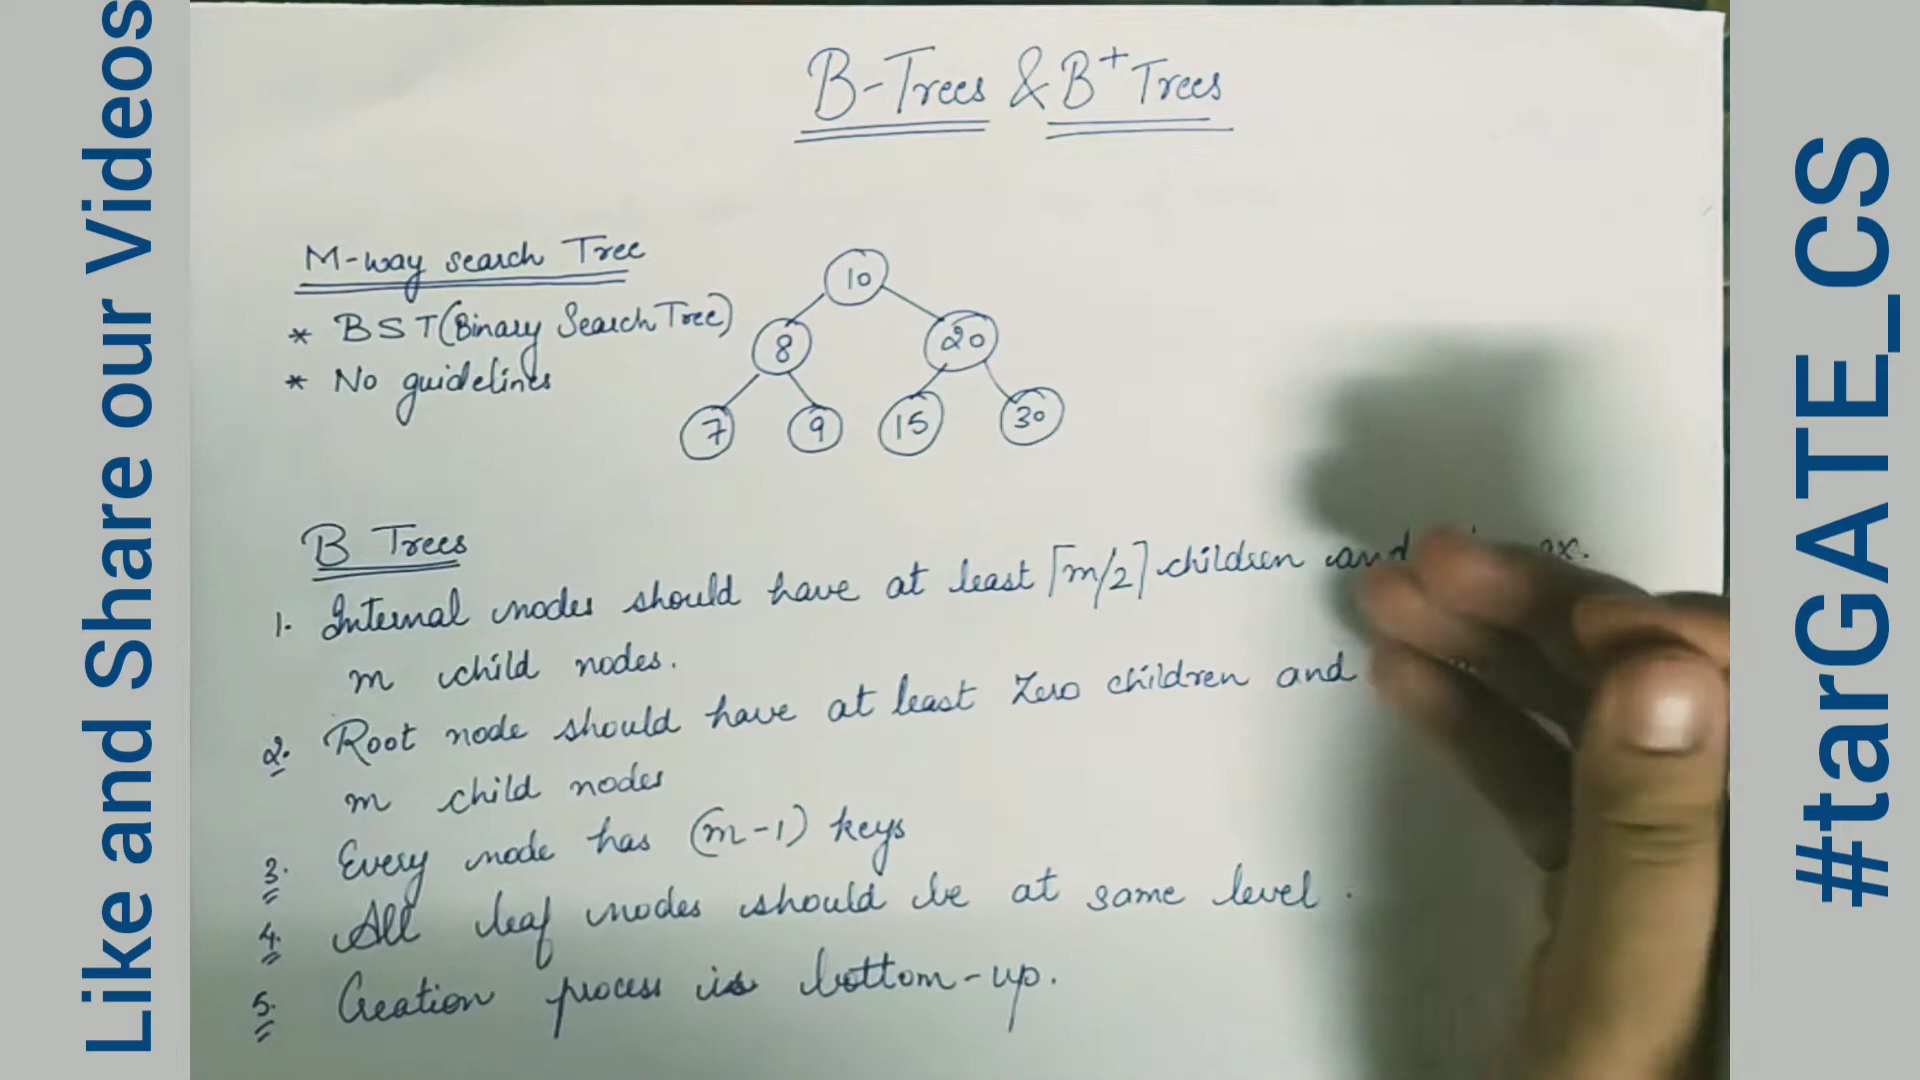 Like and Share our Videos
B-Trees & B+ Trees
M-way search Tree
* BST(Binary Search Tree)
* No guidelines
10
8
20
7
9
15
30
B Trees
1. Internal nodes should have at least ⌈m/2⌉ children and
m child nodes.
2. Root node should have at least Zero children and
m child nodes
3. Every node has (m-1) keys
4. All leaf nodes should be at same level.
5. Creation process is bottom-up.
#tarGATE_CS